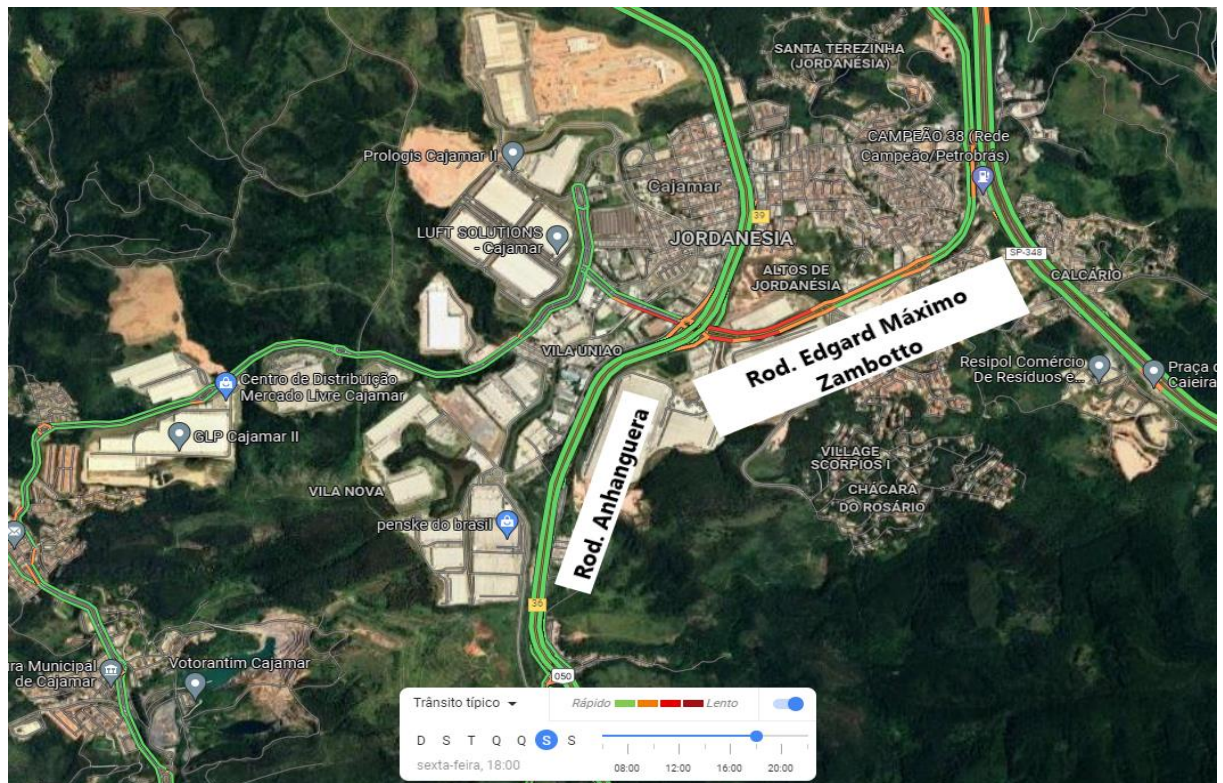 SANTA TEREZINHA
(JORDANÉSIA)
CAMPEÃO 38 (Rede
Campeão/Petrobras)
Prologis Cajamar II
Cajamar
39
LUFT SOLUTIONS
- Cajamar
JORDANESIA
SP-348
CALCÁRIO
ALTOS DE
JORDANÉSIA
Rod. Edgard Máximo
Zambotto
VILA UNIÃO
Resipol Comércio
De Resíduos e...
Praça
Caieira
Centro de Distribuição
Mercado Livre Cajamar
GLP Cajamar II
Rod. Anhanguera
VILLAGE
SCORPIOS I
CHÁCARA
DO ROSÁRIO
VILA NOVA
penske do brasil
36
ura Municipal
de Cajamar
Votorantim Cajamar
050
Trânsito típico
Rápido
Lento
D S T Q Q S S
sexta-feira, 18:00
08:00 12:00 16:00 20:00